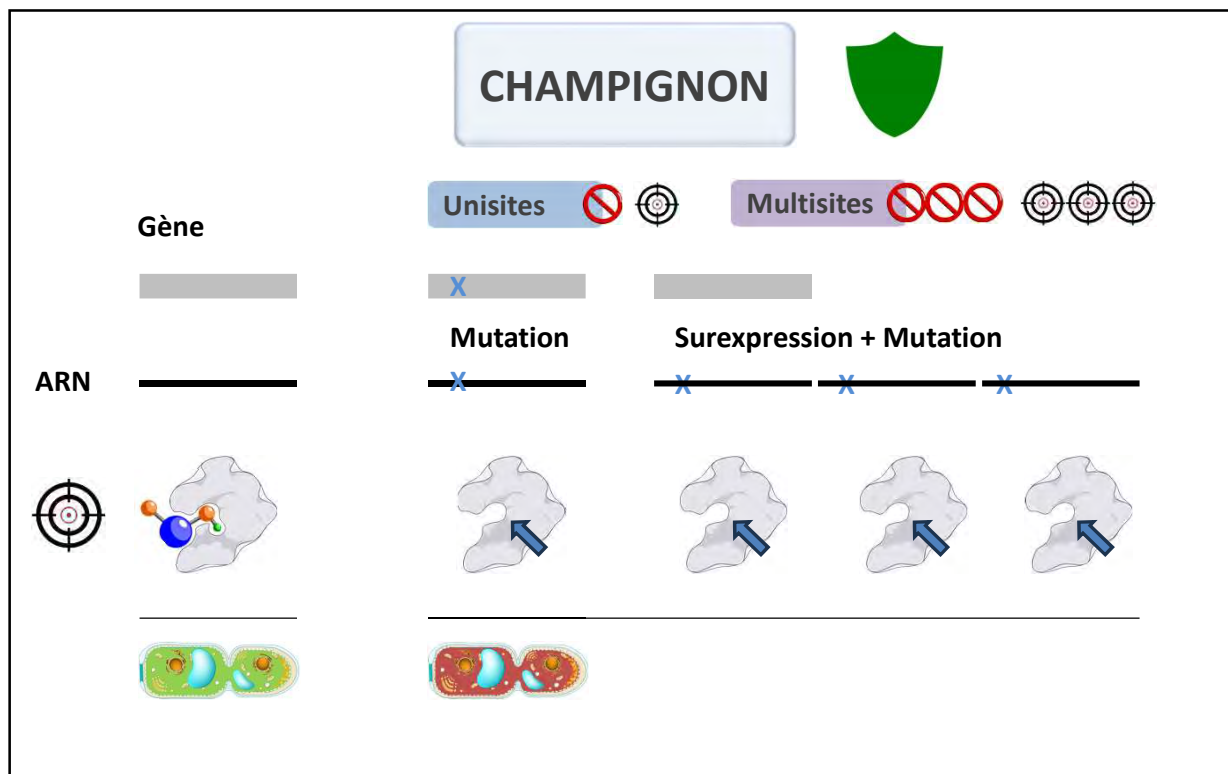 CHAMPIGNON
Unisites
Multisites
Gène
X
Mutation
Surexpression + Mutation
ARN
X
X
X
X